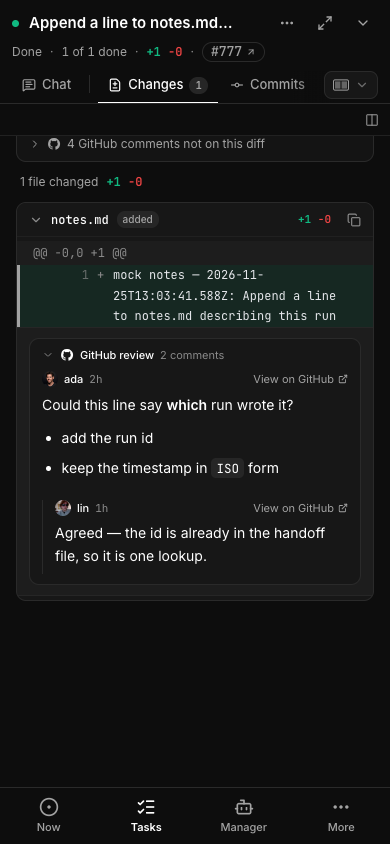 Append a line to notes.md...
Done · 1 of 1 done · +1 -0 · #777
Chat Changes 1 Commits
4 GitHub comments not on this diff
1 file changed +1 -0
notes.md added +1 -0
@@ -0,0 +1 @@
1 + mock notes — 2026-11-
25T13:03:41.588Z: Append a line
to notes.md describing this run
GitHub review 2 comments
ada 2h View on GitHub
Could this line say which run wrote it?
• add the run id
• keep the timestamp in ISO form
lin 1h View on GitHub
Agreed — the id is already in the handoff
file, so it is one lookup.
Now Tasks Manager More